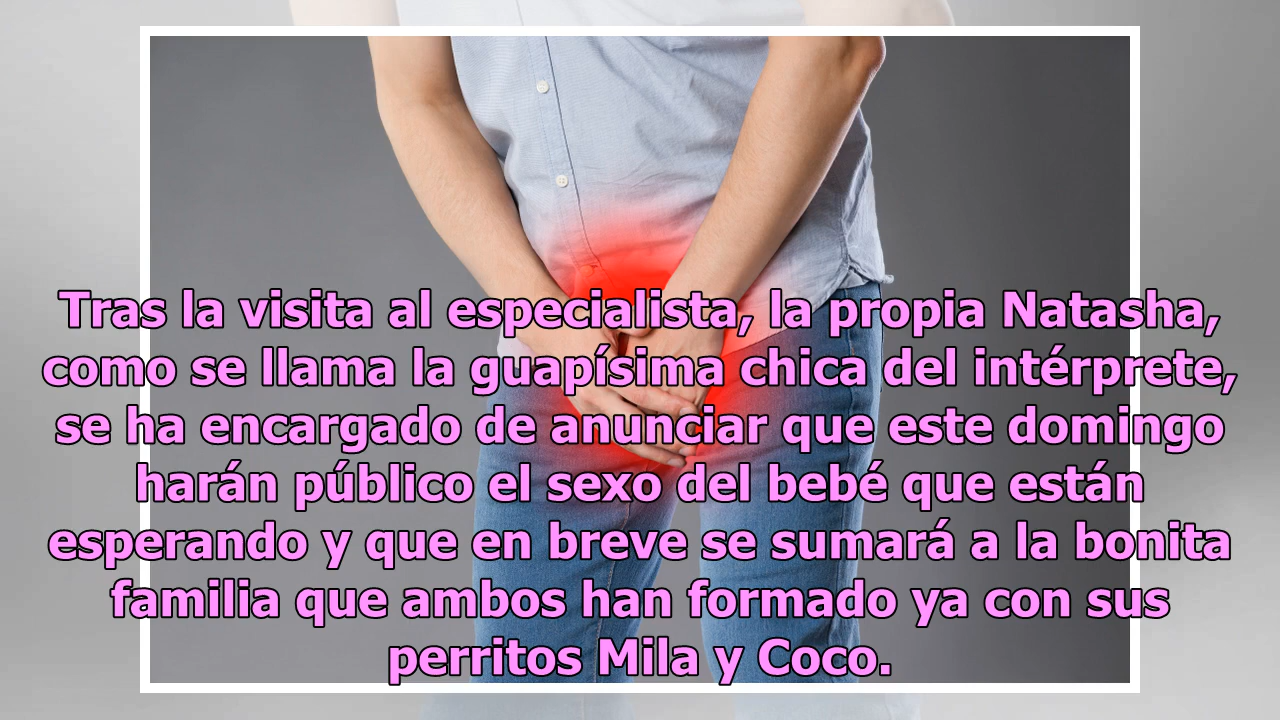 Tras la visita al especialista, la propia Natasha,
como se llama la guapísima chica del intérprete,
se ha encargado de anunciar que este domingo
harán público el sexo del bebé que están
esperando y que en breve se sumará a la bonita
familia que ambos han formado ya con sus
perritos Mila y Coco.